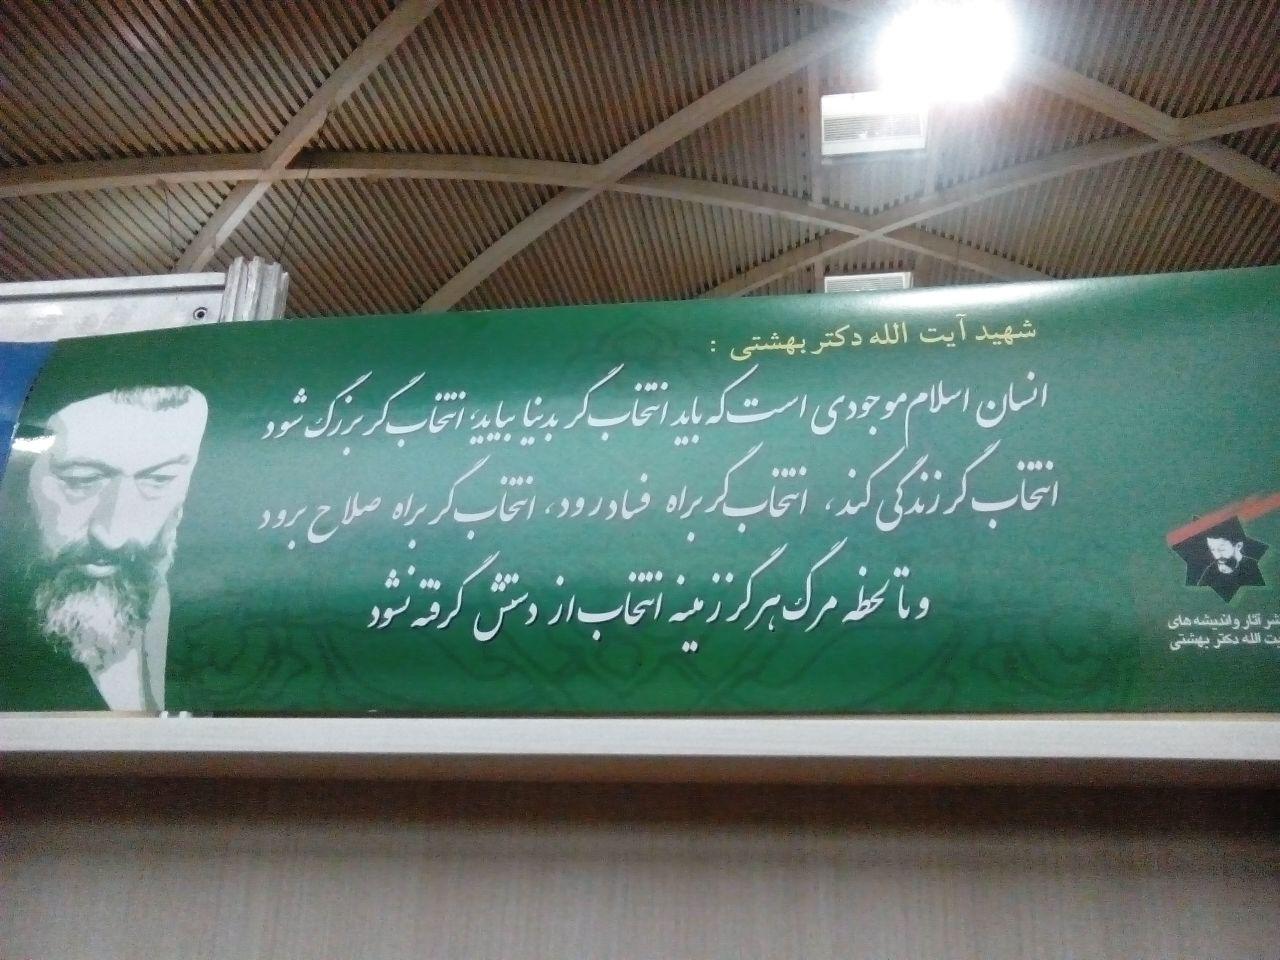 شهید آیت الله دکتر بهشتی :
انسان اسلام موجودی است که باید انتخاب گر بدنیا بیاید؛ انتخاب گر بزرگ شود
انتخاب گر زندگی کند، انتخاب گر براه فساد رود، انتخاب گر براه صلاح برود
و تا لحظه مرگ هرگز زمینه انتخاب از دستش گرفته نشود
نشر آثار و اندیشه های
آیت الله دکتر بهشتی